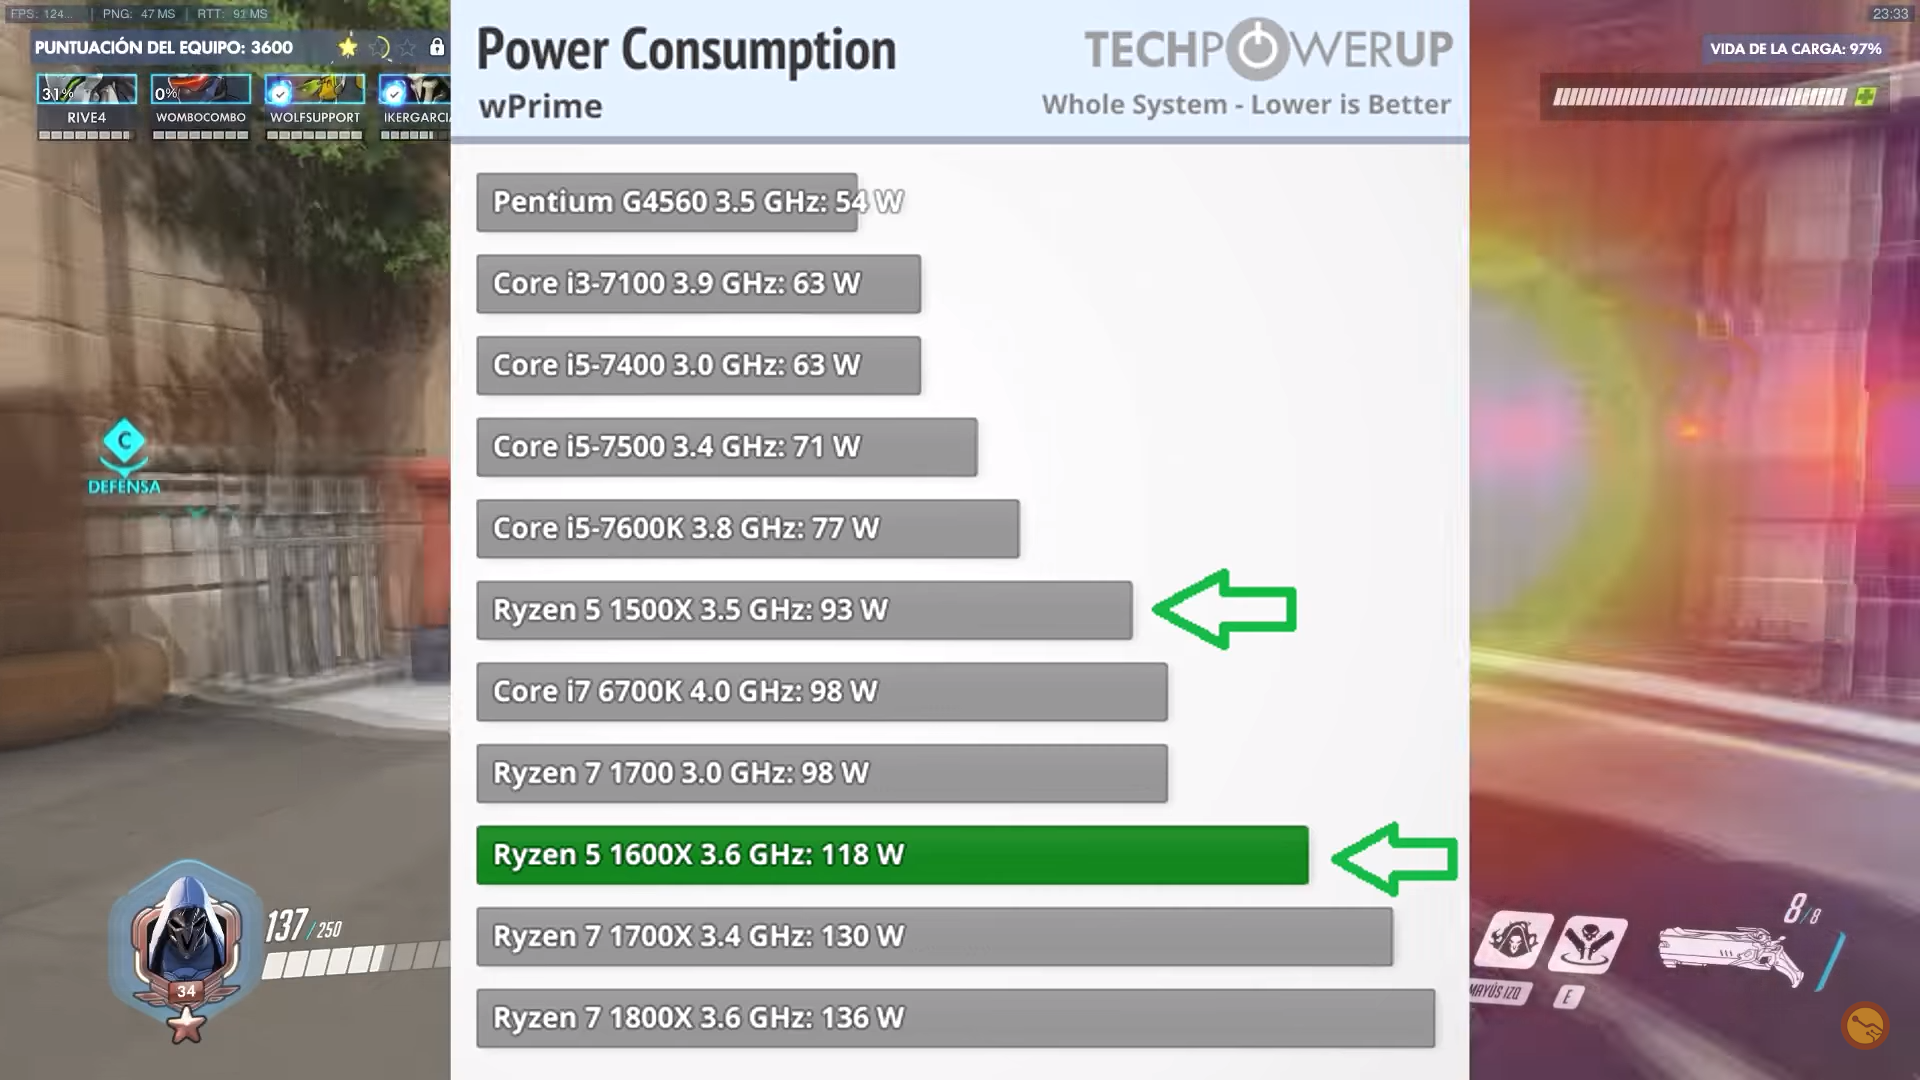 FPS: 124... | PNG: 47 MS | RTT: 91 MS
23:33
PUNTUACIÓN DEL EQUIPO: 3600
VIDA DE LA CARGA: 97%
31%
0%
RIVE4
WOMBOCOMBO
WOLFSUPPORT
IKERGARCI
Power Consumption
TECHPOWERUP
wPrime
Whole System - Lower is Better
Pentium G4560 3.5 GHz: 54 W
Core i3-7100 3.9 GHz: 63 W
Core i5-7400 3.0 GHz: 63 W
Core i5-7500 3.4 GHz: 71 W
Core i5-7600K 3.8 GHz: 77 W
Ryzen 5 1500X 3.5 GHz: 93 W
Core i7 6700K 4.0 GHz: 98 W
Ryzen 7 1700 3.0 GHz: 98 W
Ryzen 5 1600X 3.6 GHz: 118 W
Ryzen 7 1700X 3.4 GHz: 130 W
Ryzen 7 1800X 3.6 GHz: 136 W
C
DEFENSA
137/250
34
8/8
MAYÚS IZQ
E